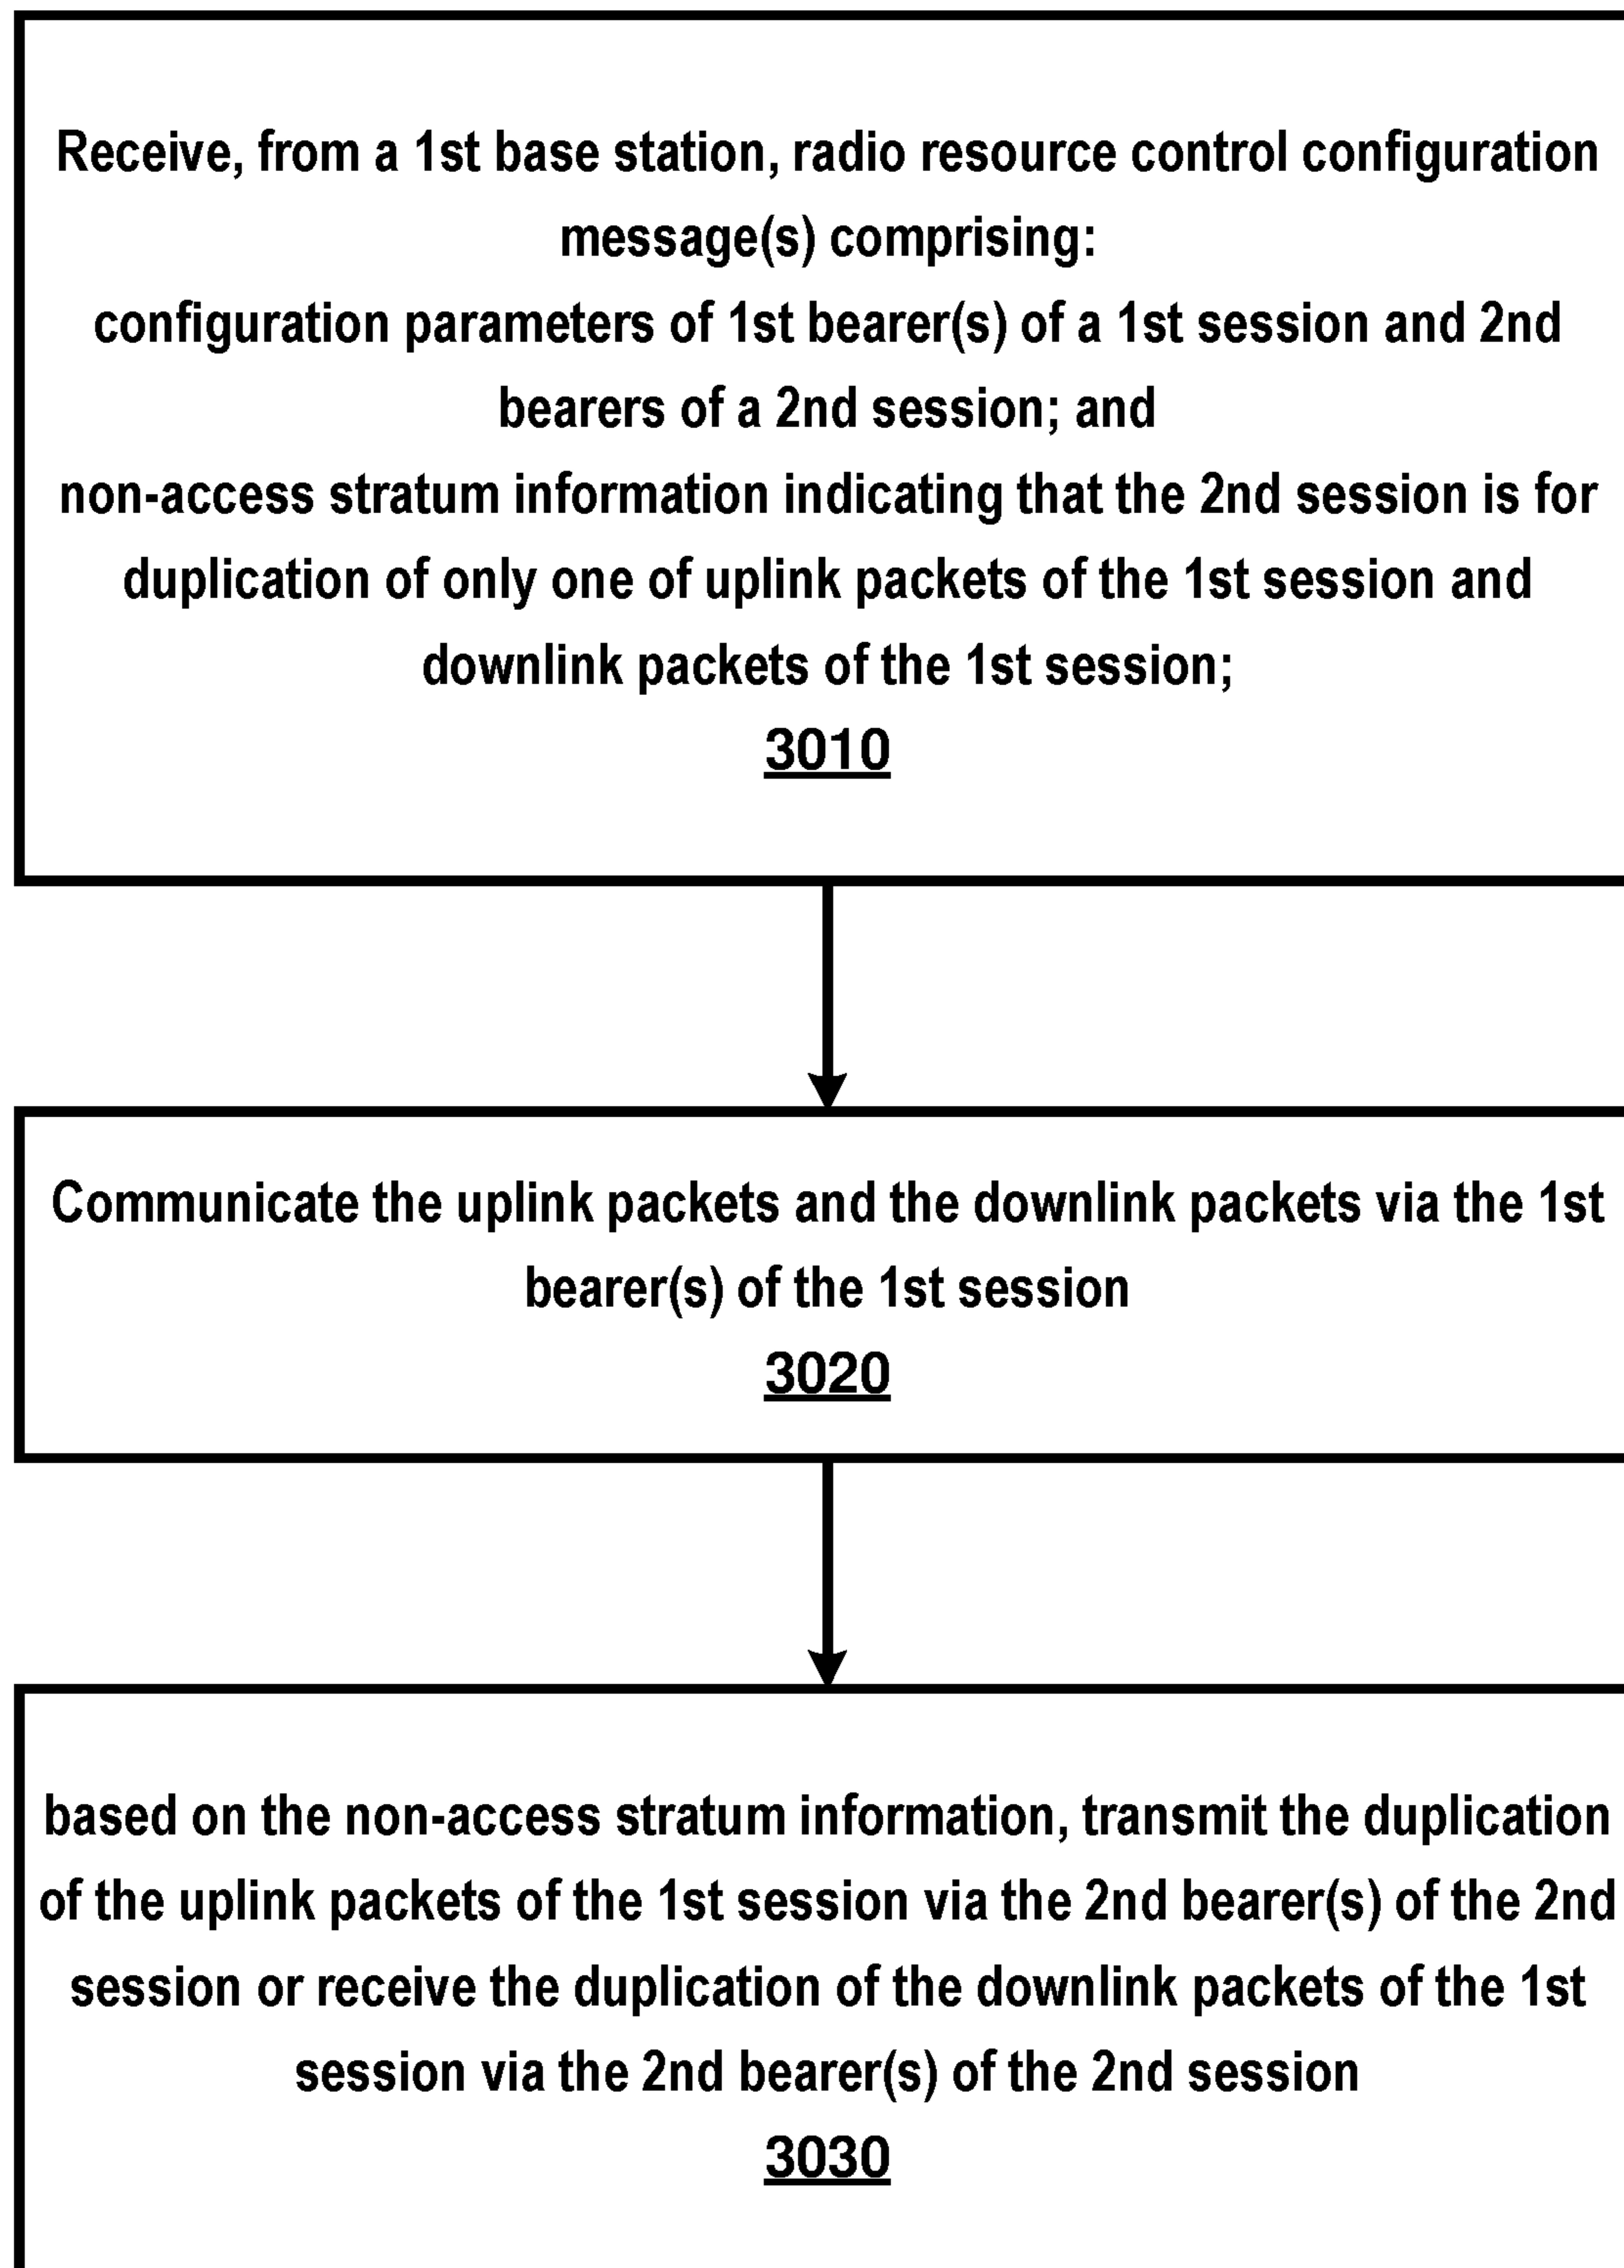 Receive, from a 1st base station, radio resource control configuration
message(s) comprising:
configuration parameters of 1st bearer(s) of a 1st session and 2nd
bearers of a 2nd session; and
non-access stratum information indicating that the 2nd session is for
duplication of only one of uplink packets of the 1st session and
downlink packets of the 1st session;
3010
Communicate the uplink packets and the downlink packets via the 1st
bearer(s) of the 1st session
3020
based on the non-access stratum information, transmit the duplication
of the uplink packets of the 1st session via the 2nd bearer(s) of the 2nd
session or receive the duplication of the downlink packets of the 1st
session via the 2nd bearer(s) of the 2nd session
3030